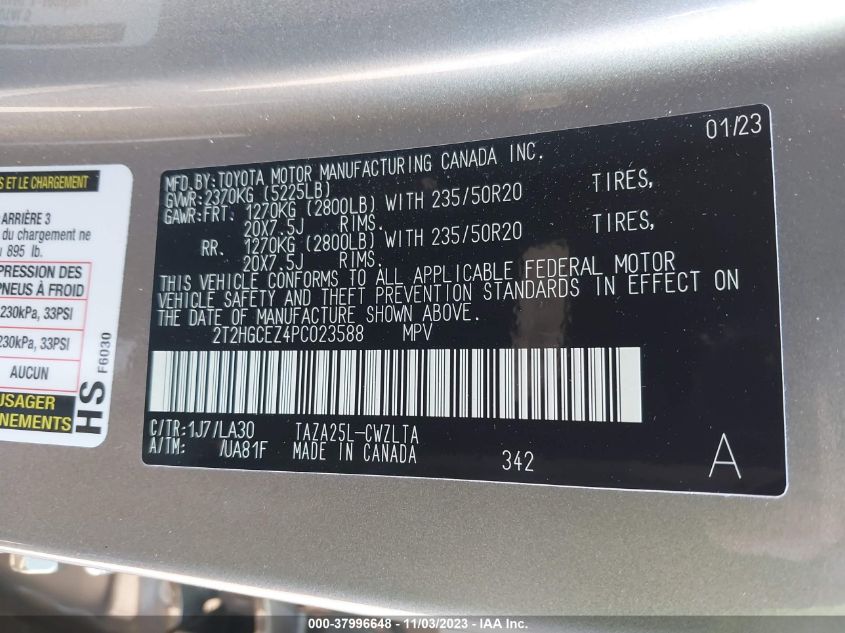 01/23
MFD.BY:TOYOTA MOTOR MANUFACTURING CANADA INC.
GVWR:2370KG (5225LB)
GAWR:FRT. 1270KG (2800LB) WITH 235/50R20 TIRES,
20X7.5J RIMS.
RR. 1270KG (2800LB) WITH 235/50R20 TIRES,
20X7.5J RIMS.
THIS VEHICLE CONFORMS TO ALL APPLICABLE FEDERAL MOTOR
VEHICLE SAFETY AND THEFT PREVENTION STANDARDS IN EFFECT ON
THE DATE OF MANUFACTURE SHOWN ABOVE.
2T2HGCEZ4PC023588 MPV
C/TR:1J7/LA30 TAZA25L-CWZLTA
A/TM: /UA81F MADE IN CANADA 342
A
ET LE CHARGEMENT
ARRIÈRE 3
du chargement ne
895 lb.
PRESSION DES
PNEUS À FROID
230kPa, 33PSI
230kPa, 33PSI
AUCUN
USAGER
HS
F6030
000-37996648 - 11/03/2023 - IAA Inc.